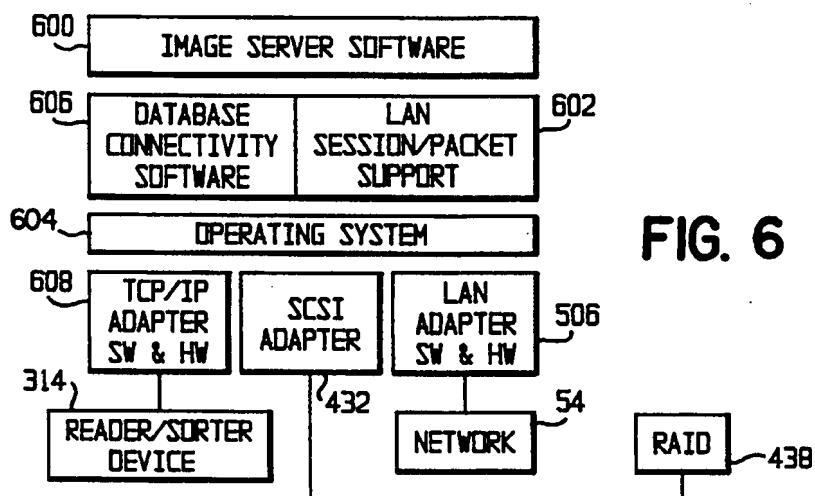 600
IMAGE SERVER SOFTWARE
606
DATABASE
CONNECTIVITY
SOFTWARE
LAN
SESSION/PACKET
SUPPORT
602
604
OPERATING SYSTEM
FIG. 6
608
TCP/IP
ADAPTER
SW & HW
SCSI
ADAPTER
LAN
ADAPTER
SW & HW
506
314
READER/SORTER
DEVICE
432
NETWORK
54
RAID
438